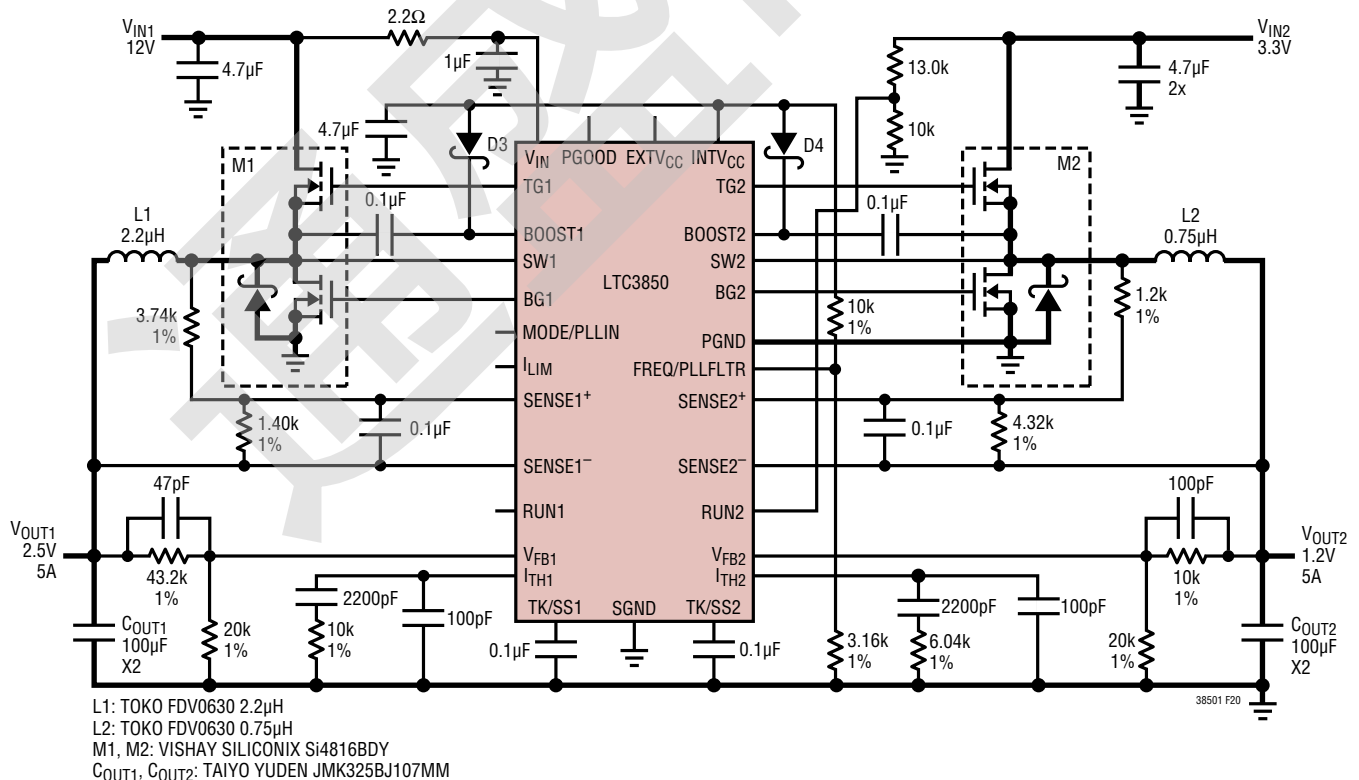 2.2Ω
VIN1
12V
4.7µF
1µF
VIN2
3.3V
13.0k
4.7µF
2x
10k
4.7µF
D3
D4
M1
M2
VIN
PGOOD
EXTVCC
INTVCC
TG1
TG2
0.1µF
0.1µF
L1
2.2µH
L2
0.75µH
BOOST1
BOOST2
SW1
SW2
LTC3850
BG1
BG2
3.74k
1%
10k
1%
1.2k
1%
MODE/PLLIN
PGND
ILIM
FREQ/PLLFLTR
SENSE1+
SENSE2+
1.40k
1%
0.1µF
0.1µF
4.32k
1%
SENSE1–
SENSE2–
47pF
100pF
RUN1
RUN2
VOUT1
2.5V
5A
VOUT2
1.2V
5A
43.2k
1%
VFB1
VFB2
10k
1%
ITH1
ITH2
2200pF
100pF
2200pF
100pF
TK/SS1
SGND
TK/SS2
COUT1
100µF
X2
20k
1%
10k
1%
0.1µF
0.1µF
3.16k
1%
6.04k
1%
20k
1%
COUT2
100µF
X2
38501 F20
L1: TOKO FDV0630 2.2µH
L2: TOKO FDV0630 0.75µH
M1, M2: VISHAY SILICONIX Si4816BDY
COUT1, COUT2: TAIYO YUDEN JMK325BJ107MM